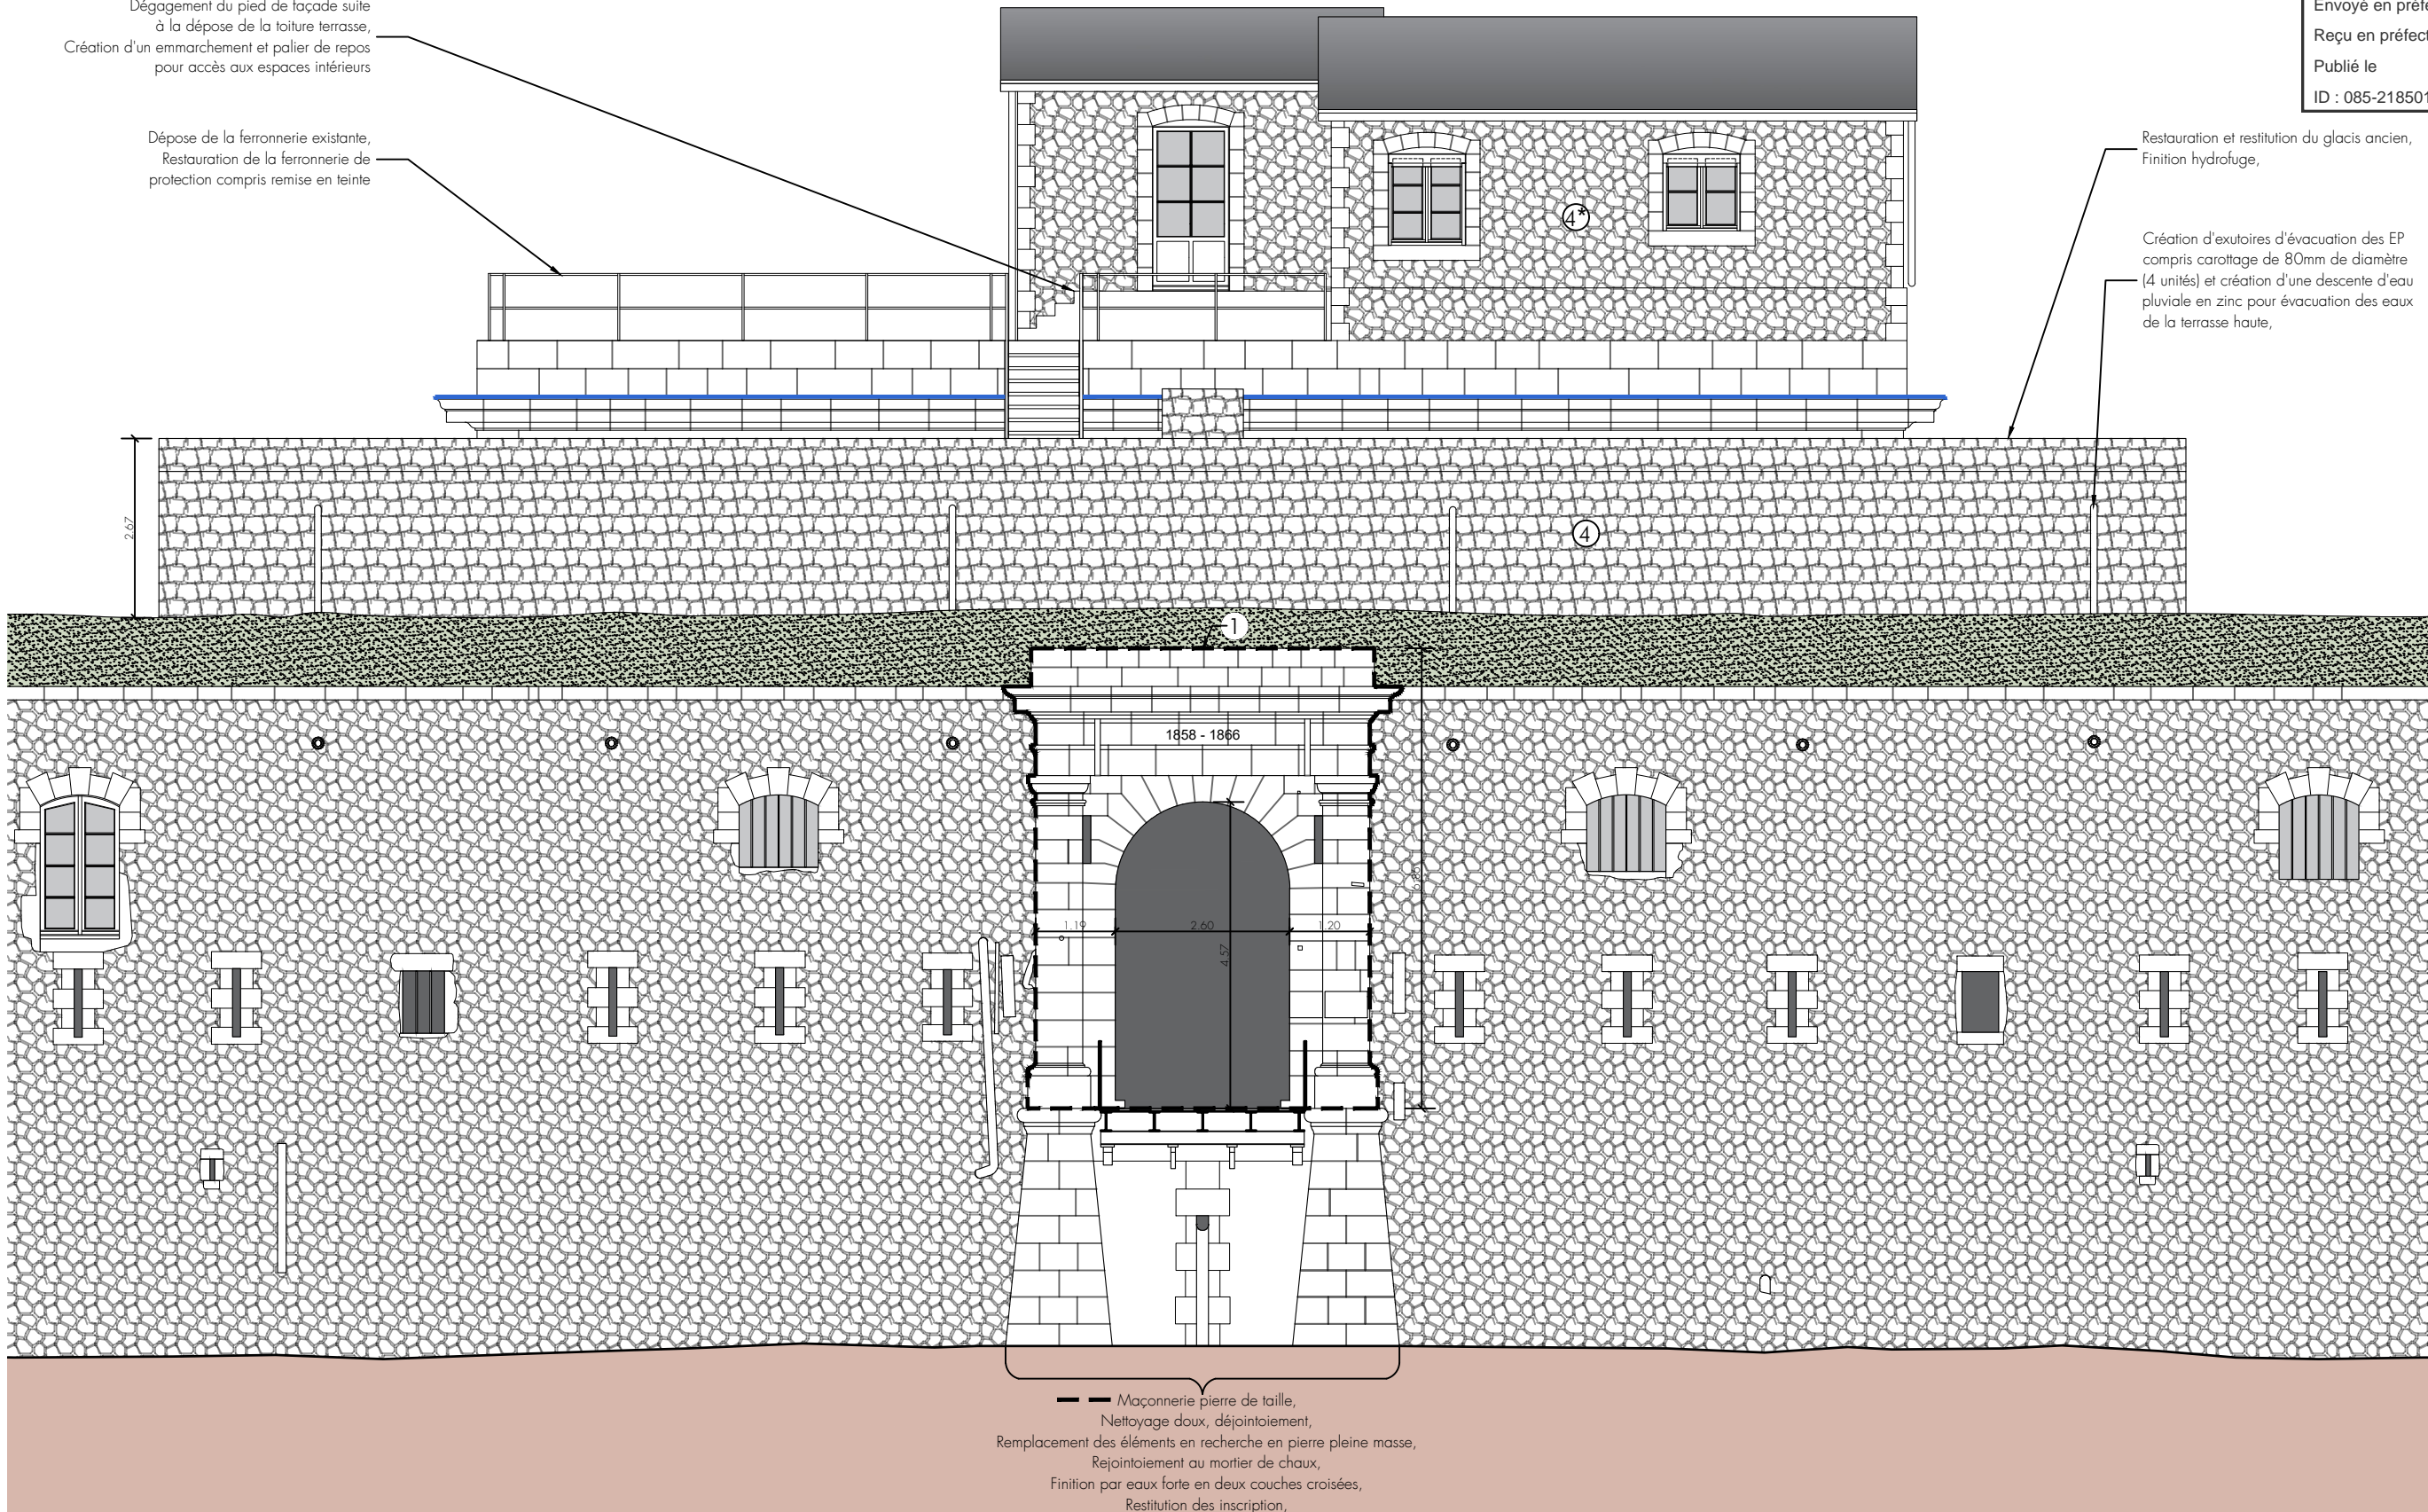 Dégagement du pied de façade suite
à la dépose de la toiture terrasse,
Création d'un emmarchement et palier de repos
pour accès aux espaces intérieurs
Dépose de la ferronnerie existante,
Restauration de la ferronnerie de
protection compris remise en teinte
Envoyé en préfe
Reçu en préfect
Publié le
ID : 085-218501
Restauration et restitution du glacis ancien,
Finition hydrofuge,
Création d'exutoires d'évacuation des EP
compris carottage de 80mm de diamètre
(4 unités) et création d'une descente d'eau
pluviale en zinc pour évacuation des eaux
de la terrasse haute,
4*
2.67
4
1
1858 - 1866
1.19
2.60
1.20
4.57
Maçonnerie pierre de taille,
Nettoyage doux, déjointoiement,
Remplacement des éléments en recherche en pierre pleine masse,
Rejointoiement au mortier de chaux,
Finition par eaux forte en deux couches croisées,
Restitution des inscription,